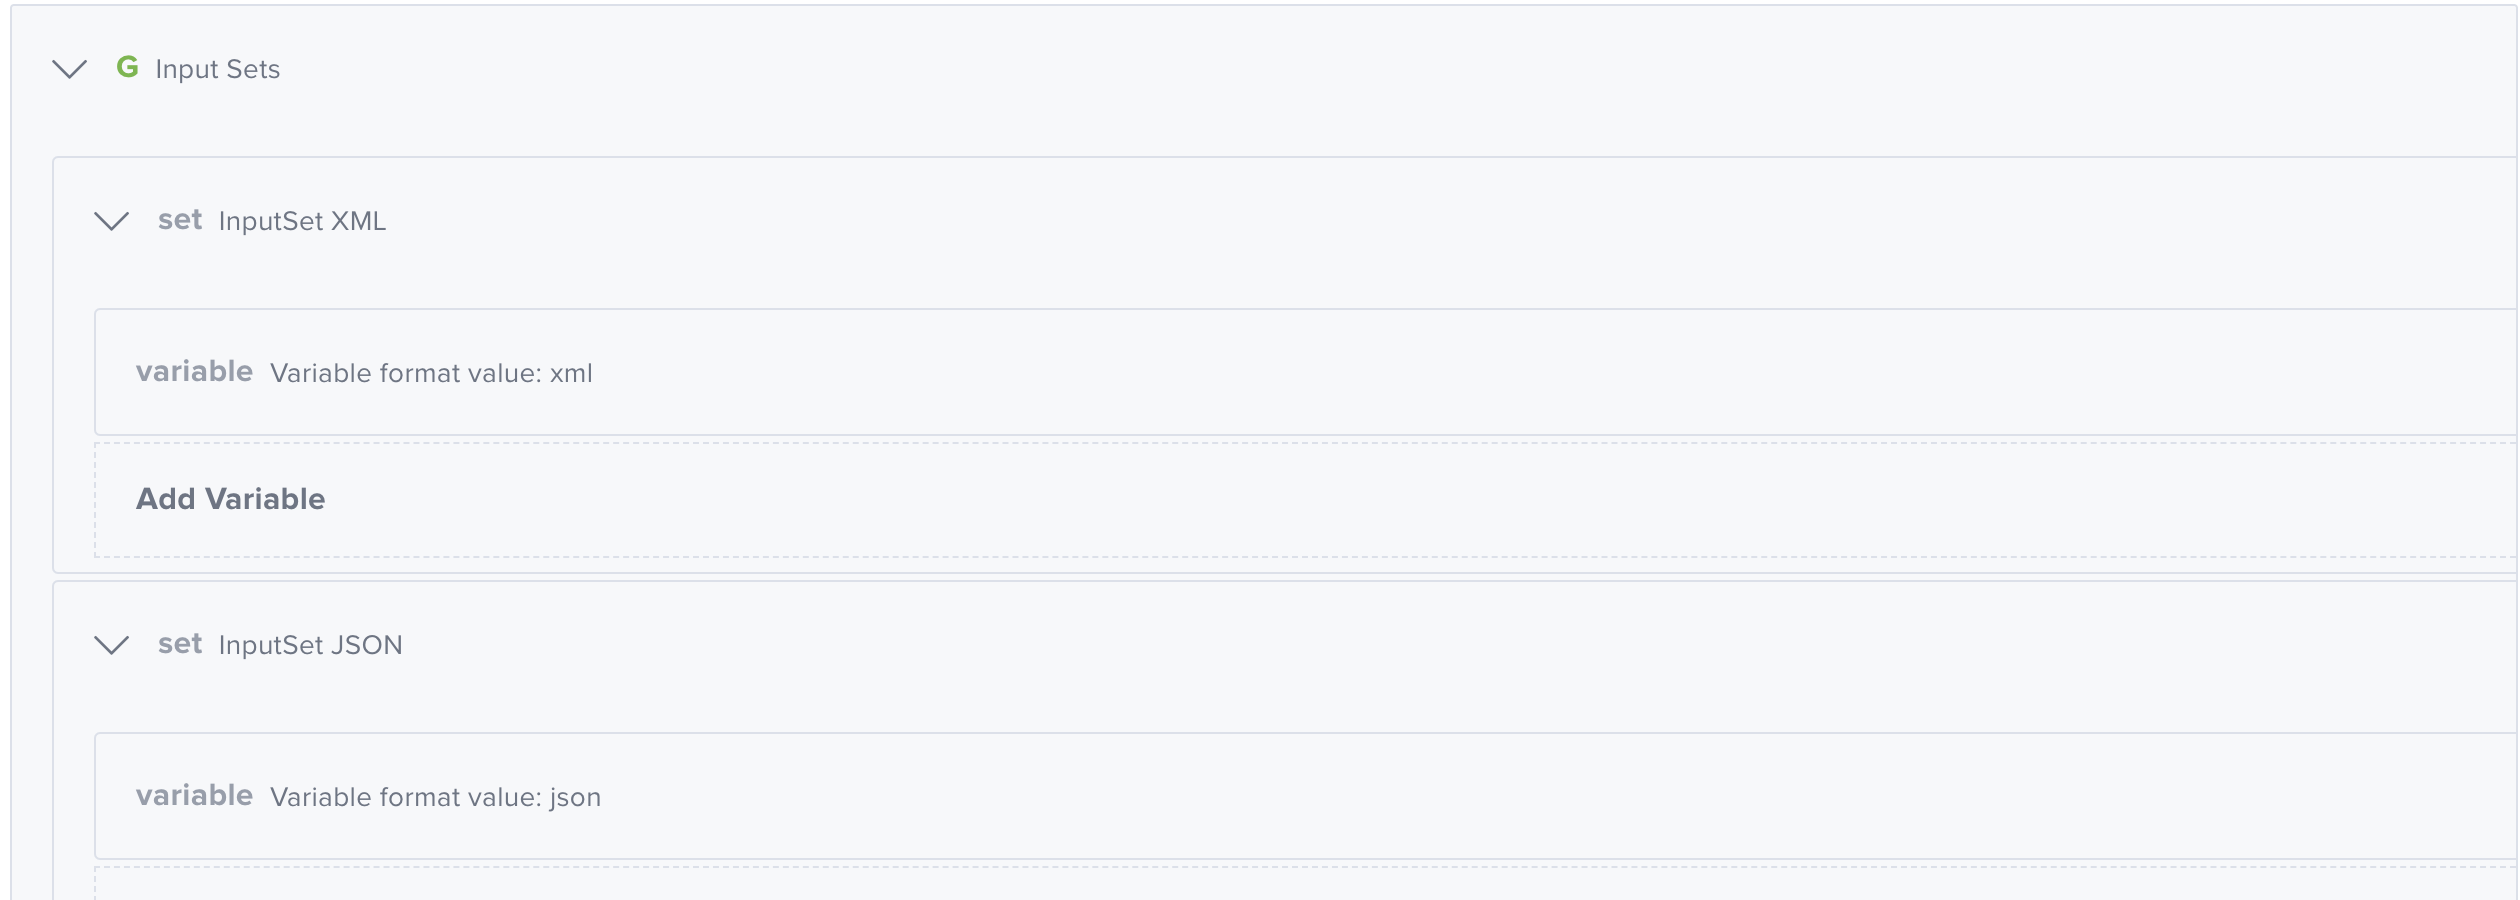 G Input Sets
set InputSet XML
variable Variable format value: xml
Add Variable
set InputSet JSON
variable Variable format value: json